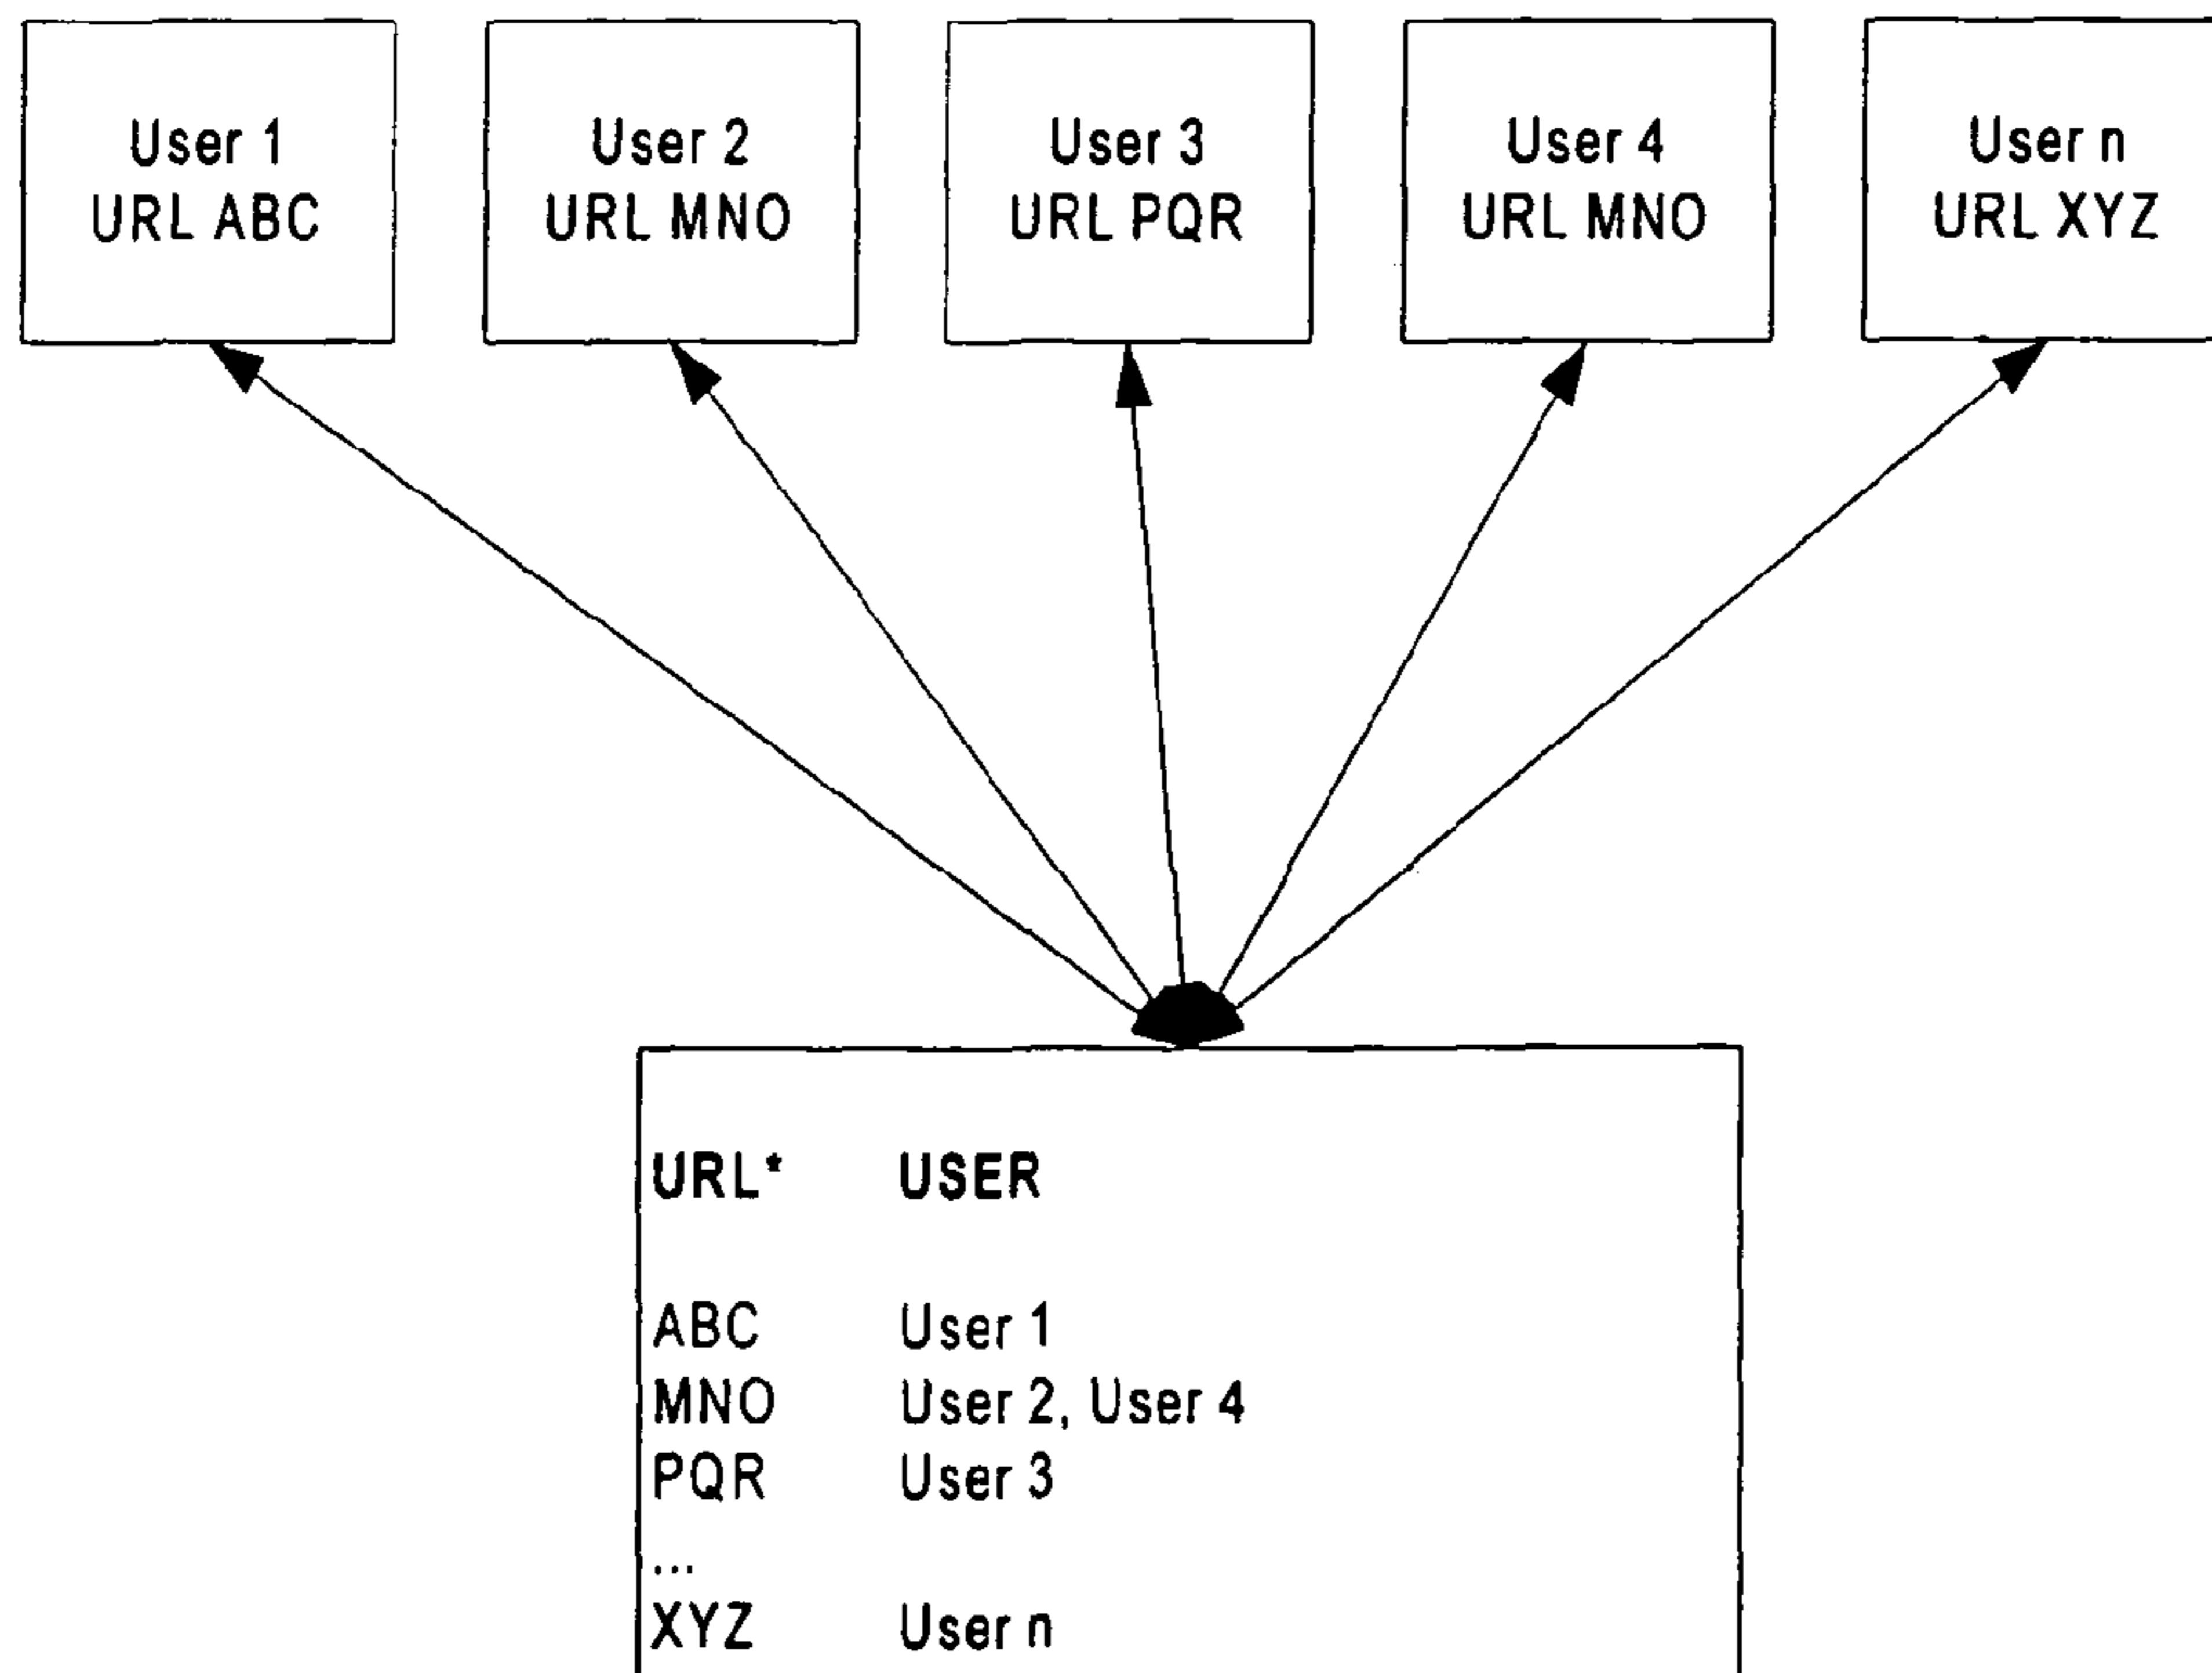 User 1
URL ABC
User 2
URL MNO
User 3
URL PQR
User 4
URL MNO
User n
URL XYZ
URL* USER
ABC User 1
MNO User 2, User 4
PQR User 3
...
XYZ User n